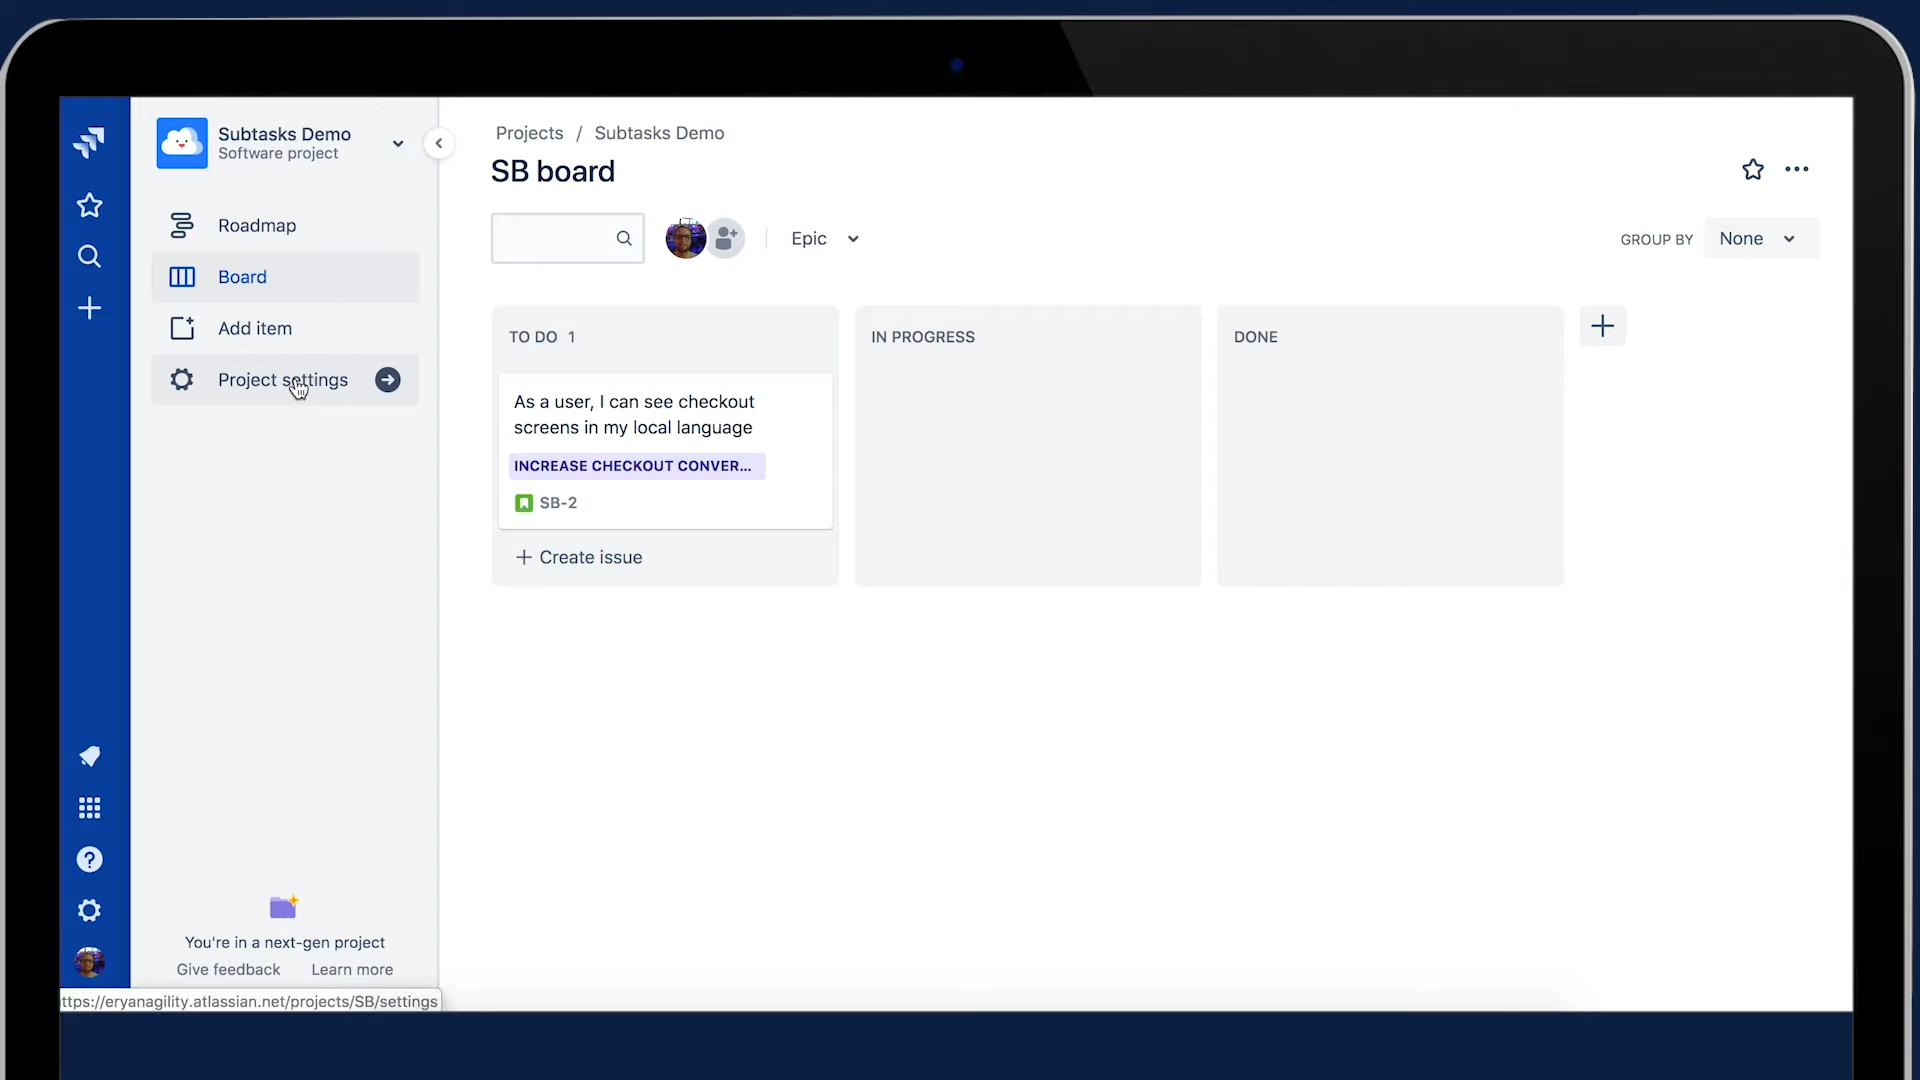 Subtasks Demo
Software project
Roadmap
Board
Add item
Project settings
You're in a next-gen project
Give feedback Learn more
ttps://eryanagility.atlassian.net/projects/SB/settings
Projects / Subtasks Demo
SB board
Epic
GROUP BY None
TO DO 1
As a user, I can see checkout
screens in my local language
INCREASE CHECKOUT CONVER...
SB-2
+ Create issue
IN PROGRESS
DONE